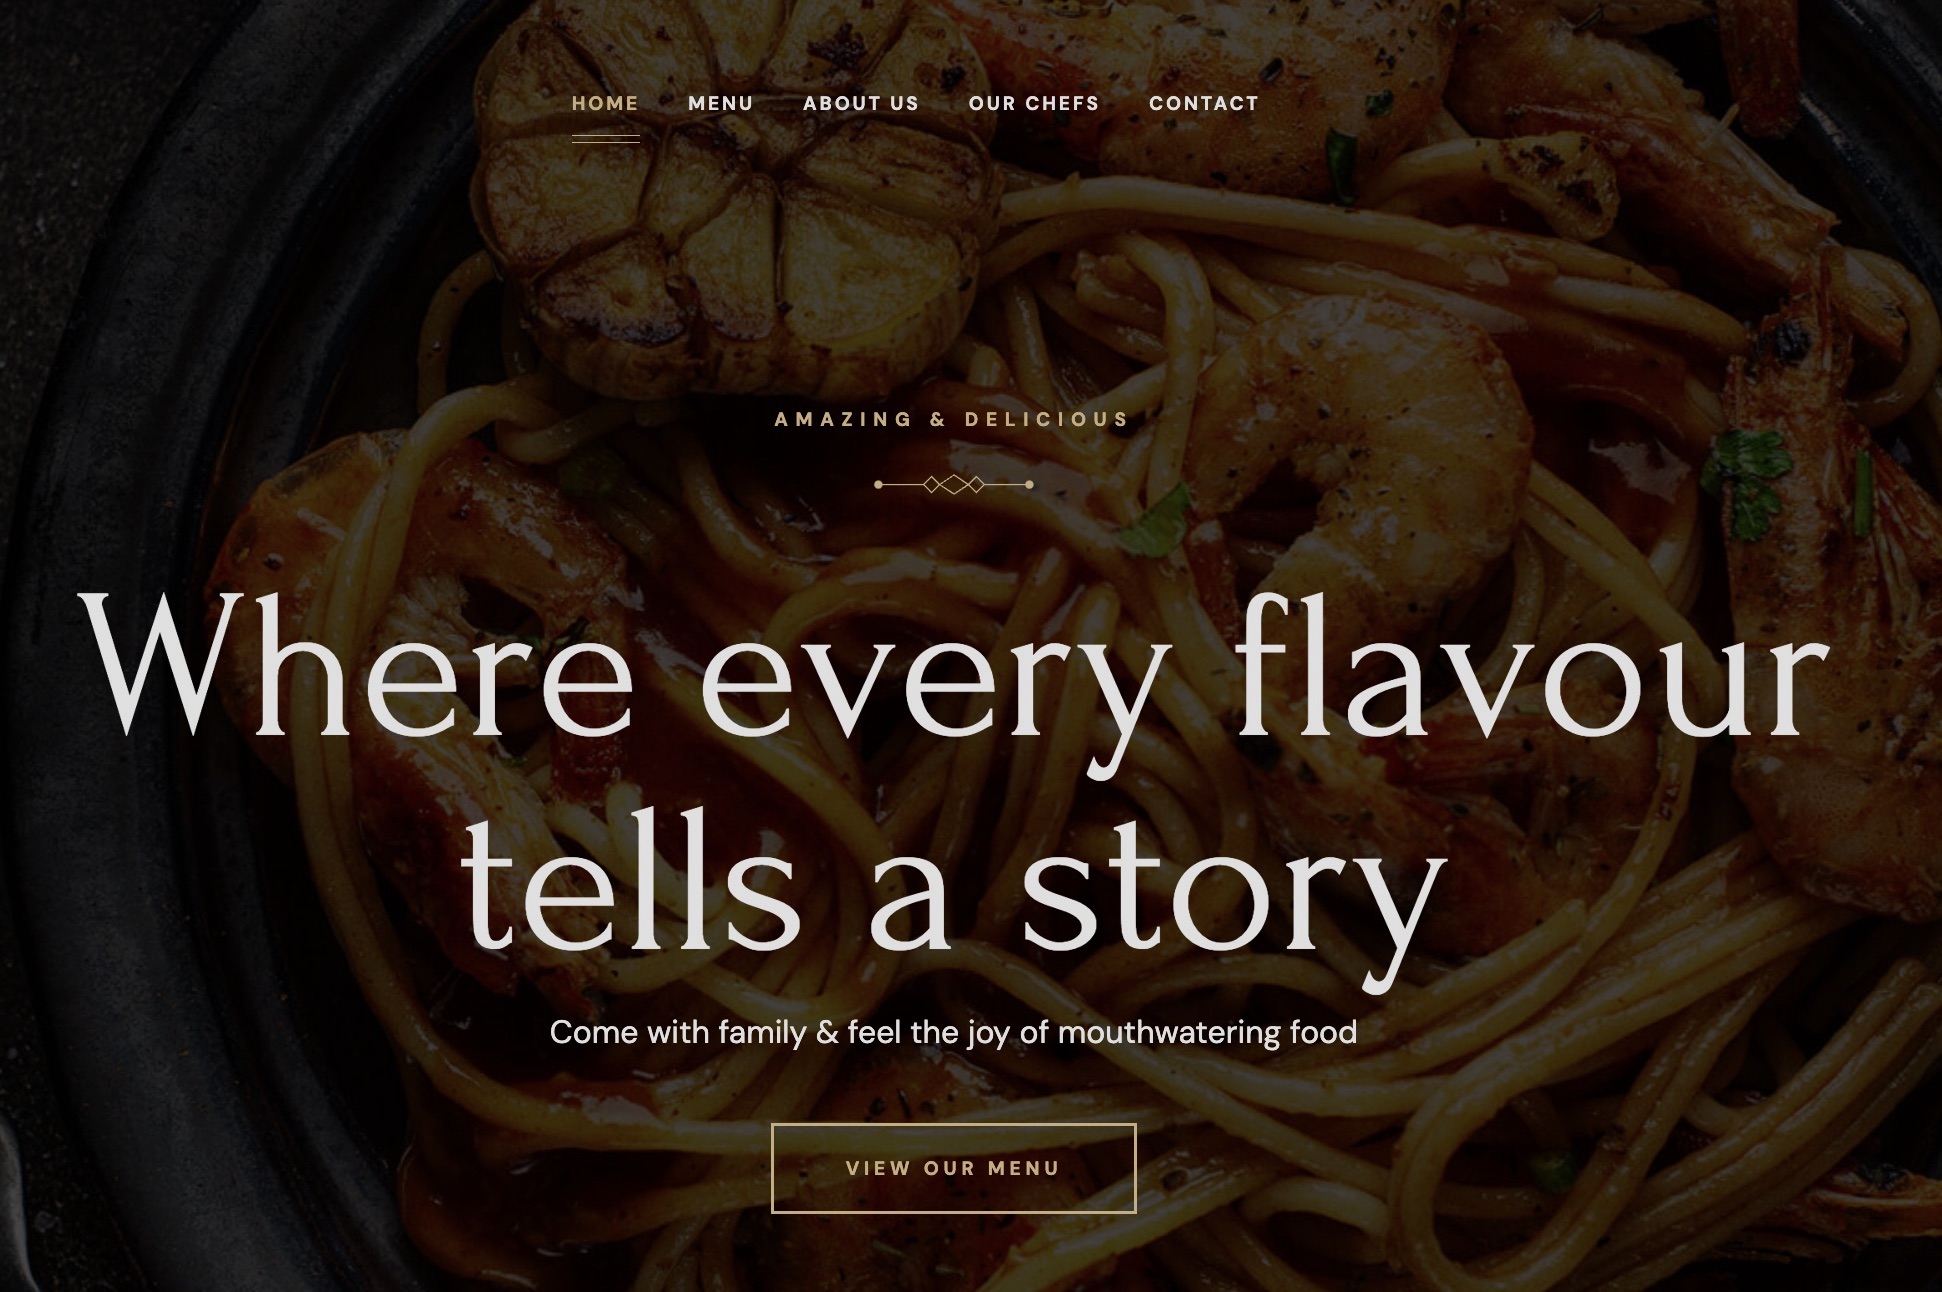 HOME MENU ABOUT US OUR CHEFS CONTACT
AMAZING & DELICIOUS
Where every flavour
tells a story
Come with family & feel the joy of mouthwatering food
VIEW OUR MENU